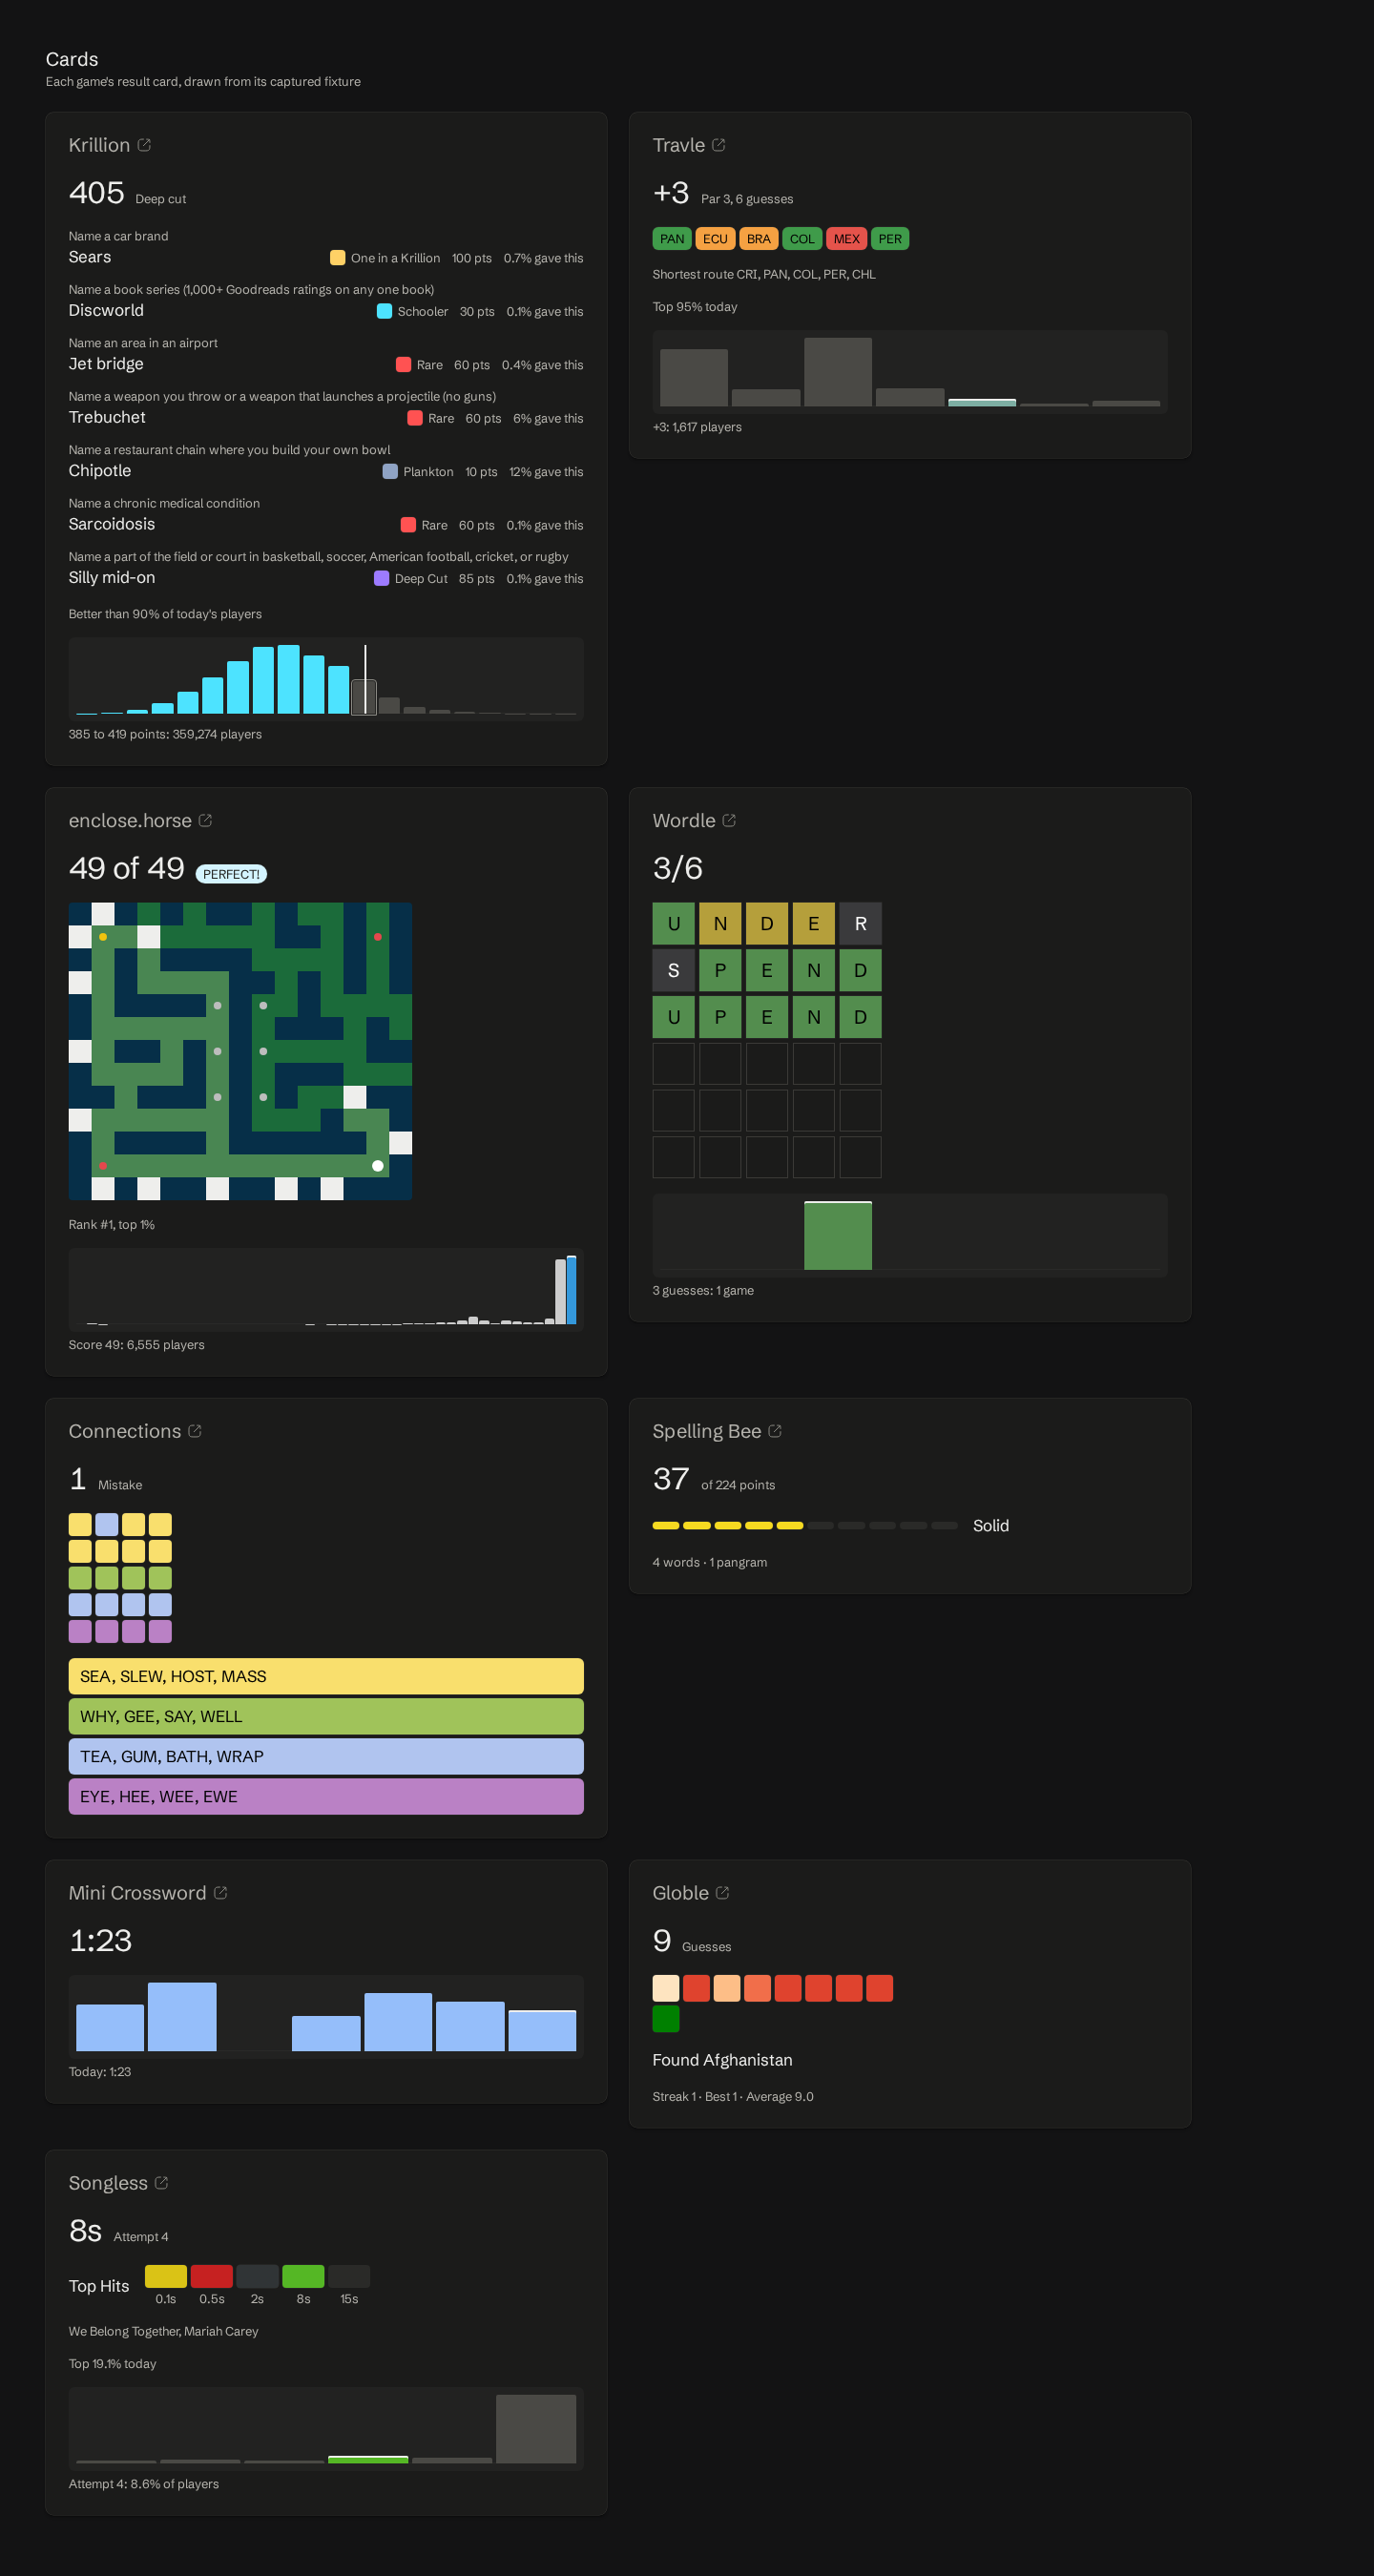 Cards
Each game's result card, drawn from its captured fixture
Krillion
405 Deep cut
Name a car brand
Sears One in a Krillion 100 pts 0.7% gave this
Name a book series (1,000+ Goodreads ratings on any one book)
Discworld Schooler 30 pts 0.1% gave this
Name an area in an airport
Jet bridge Rare 60 pts 0.4% gave this
Name a weapon you throw or a weapon that launches a projectile (no guns)
Trebuchet Rare 60 pts 6% gave this
Name a restaurant chain where you build your own bowl
Chipotle Plankton 10 pts 12% gave this
Name a chronic medical condition
Sarcoidosis Rare 60 pts 0.1% gave this
Name a part of the field or court in basketball, soccer, American football, cricket, or rugby
Silly mid-on Deep Cut 85 pts 0.1% gave this
Better than 90% of today's players
385 to 419 points: 359,274 players
Travle
+3 Par 3, 6 guesses
PAN ECU BRA COL MEX PER
Shortest route CRI, PAN, COL, PER, CHL
Top 95% today
+3: 1,617 players
enclose.horse
49 of 49 PERFECT!
Rank #1, top 1%
Score 49: 6,555 players
Wordle
3/6
U N D E R
S P E N D
U P E N D
3 guesses: 1 game
Connections
1 Mistake
SEA, SLEW, HOST, MASS
WHY, GEE, SAY, WELL
TEA, GUM, BATH, WRAP
EYE, HEE, WEE, EWE
Spelling Bee
37 of 224 points
Solid
4 words · 1 pangram
Mini Crossword
1:23
Today: 1:23
Globle
9 Guesses
Found Afghanistan
Streak 1 · Best 1 · Average 9.0
Songless
8s Attempt 4
Top Hits
0.1s 0.5s 2s 8s 15s
We Belong Together, Mariah Carey
Top 19.1% today
Attempt 4: 8.6% of players